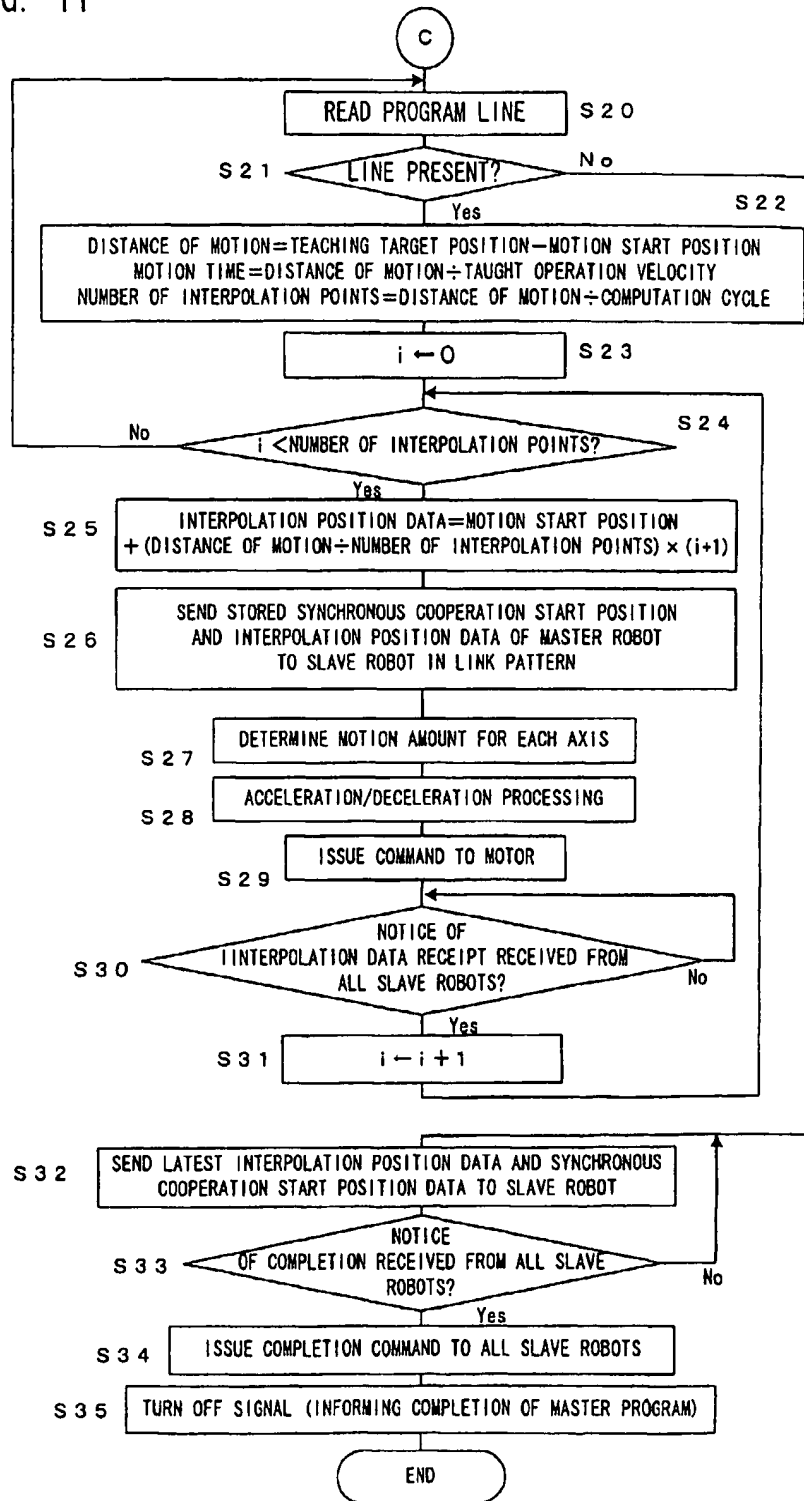 G. 11
C
READ PROGRAM LINE
S20
S21
LINE PRESENT?
No
Yes
S22
DISTANCE OF MOTION=TEACHING TARGET POSITION−MOTION START POSITION
MOTION TIME=DISTANCE OF MOTION÷TAUGHT OPERATION VELOCITY
NUMBER OF INTERPOLATION POINTS=DISTANCE OF MOTION÷COMPUTATION CYCLE
i←0
S23
S24
No
i <NUMBER OF INTERPOLATION POINTS?
Yes
S25
INTERPOLATION POSITION DATA=MOTION START POSITION
+(DISTANCE OF MOTION÷NUMBER OF INTERPOLATION POINTS) × (i+1)
S26
SEND STORED SYNCHRONOUS COOPERATION START POSITION
AND INTERPOLATION POSITION DATA OF MASTER ROBOT
TO SLAVE ROBOT IN LINK PATTERN
S27
DETERMINE MOTION AMOUNT FOR EACH AXIS
S28
ACCELERATION/DECELERATION PROCESSING
S29
ISSUE COMMAND TO MOTOR
S30
NOTICE OF
IINTERPOLATION DATA RECEIPT RECEIVED FROM
ALL SLAVE ROBOTS?
No
Yes
S31
i←i+1
S32
SEND LATEST INTERPOLATION POSITION DATA AND SYNCHRONOUS
COOPERATION START POSITION DATA TO SLAVE ROBOT
S33
NOTICE
OF COMPLETION RECEIVED FROM ALL SLAVE
ROBOTS?
No
Yes
S34
ISSUE COMPLETION COMMAND TO ALL SLAVE ROBOTS
S35
TURN OFF SIGNAL (INFORMING COMPLETION OF MASTER PROGRAM)
END